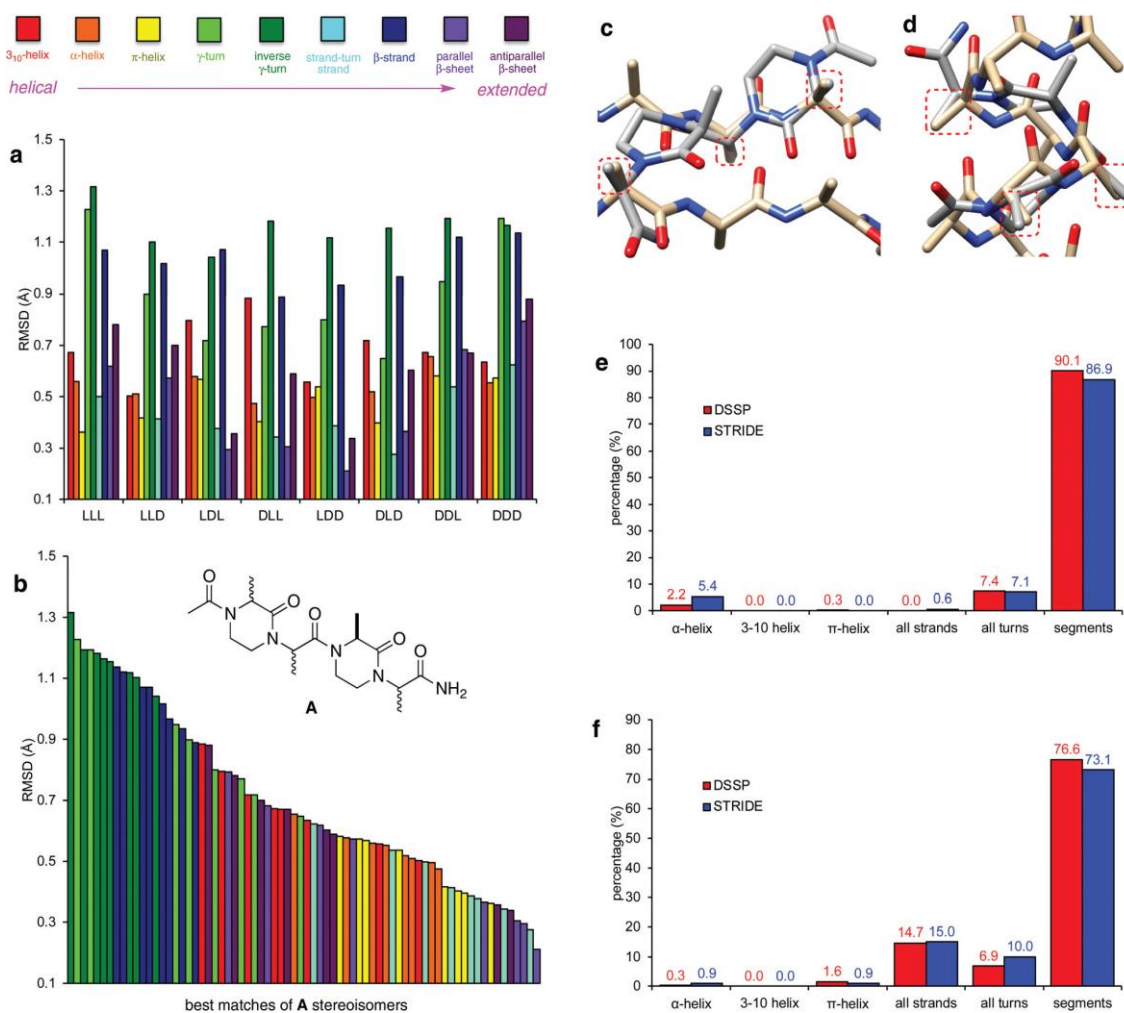 3₁₀-helix
α-helix
π-helix
γ-turn
inverse
γ-turn
strand-turn
strand
β-strand
parallel
β-sheet
antiparallel
β-sheet
helical
extended
a
RMSD (Å)
1.5
1.3
1.1
0.9
0.7
0.5
0.3
0.1
LLL LLD LDL DLL LDD DLD DDL DDD
b
RMSD (Å)
1.5
1.3
1.1
0.9
0.7
0.5
0.3
0.1
O
O
N
N
O
N
O
N
O
NH₂
A
best matches of A stereoisomers
c
d
e
percentage (%)
100
90
80
70
60
50
40
30
20
10
0
DSSP
STRIDE
2.2 5.4 0.0 0.0 0.3 0.0 0.0 0.6 7.4 7.1 90.1 86.9
α-helix 3-10 helix π-helix all strands all turns segments
f
percentage (%)
90
80
70
60
50
40
30
20
10
0
DSSP
STRIDE
0.3 0.9 0.0 0.0 1.6 0.9 14.7 15.0 6.9 10.0 76.6 73.1
α-helix 3-10 helix π-helix all strands all turns segments